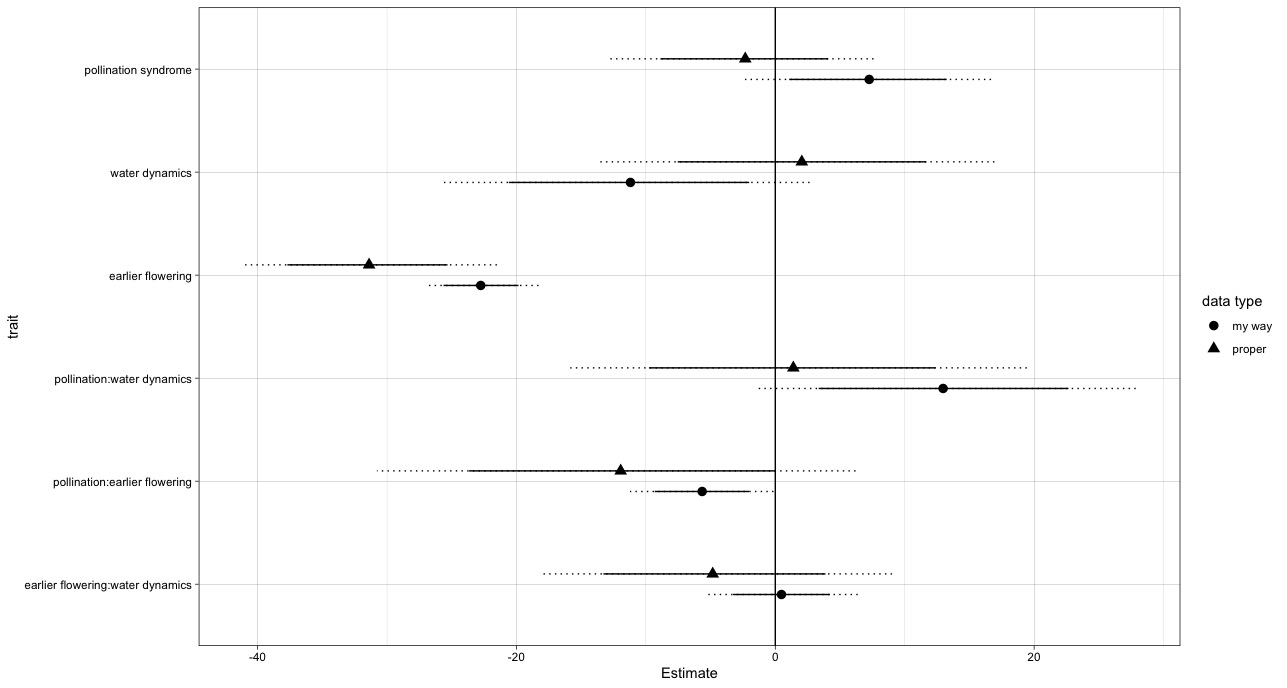 pollination syndrome
water dynamics
earlier flowering
pollination:water dynamics
pollination:earlier flowering
earlier flowering:water dynamics
trait
-40
-20
0
20
Estimate
data type
my way
proper